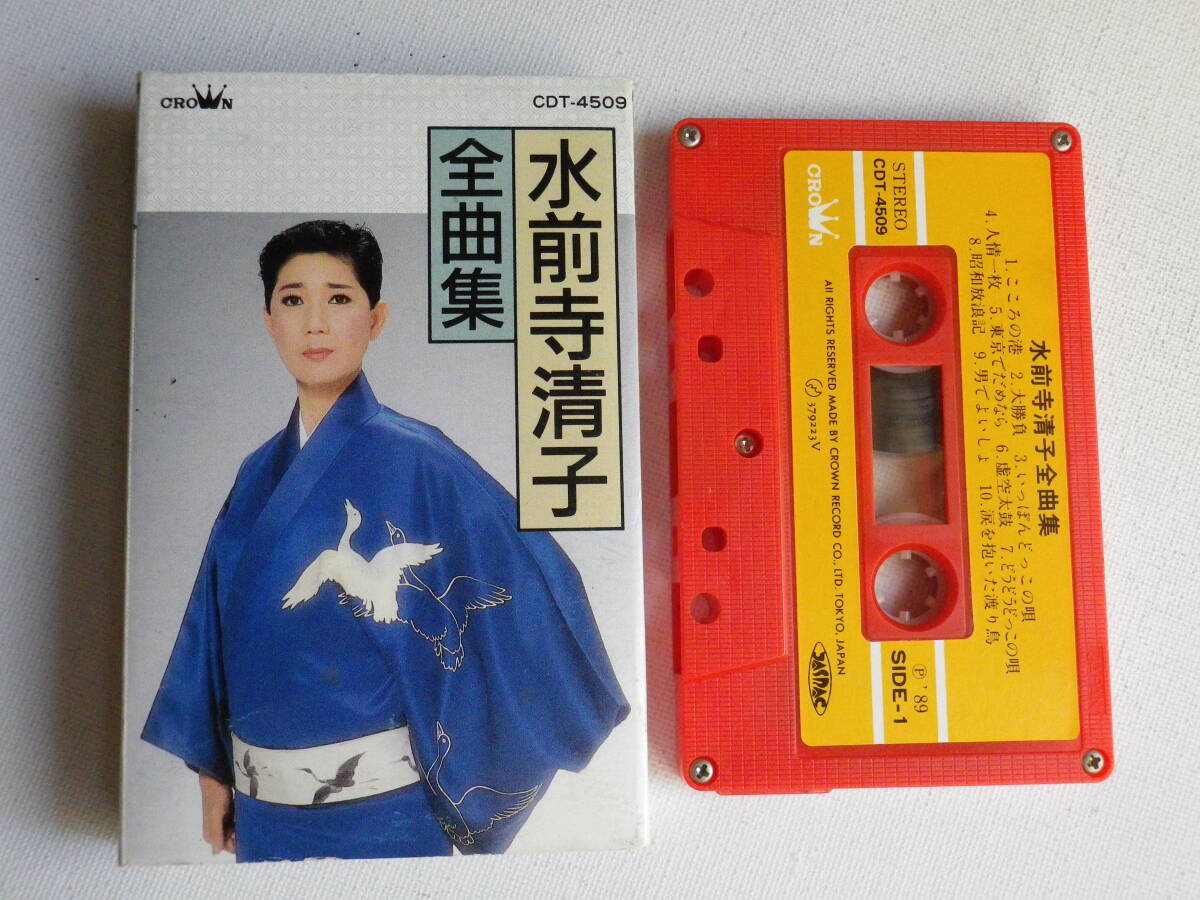 CROWN
CDT-4509
水前寺清子
全曲集
CROWN
STEREO
CDT-4509
水前寺清子全曲集
1.こころの港 2.大勝負 3.いっぽんどっこの唄
4.人情一枚 5.東京でだめなら 6.虚空太鼓 7.どうどうどっこの唄
8.昭和放浪記 9.男でよいしょ 10.涙を抱いた渡り鳥
All RIGHTS RESERVED MADE BY CROWN RECORD CO., LTD. TOKYO, JAPAN
379223V
JASRAC
Ⓟ '89
SIDE-1